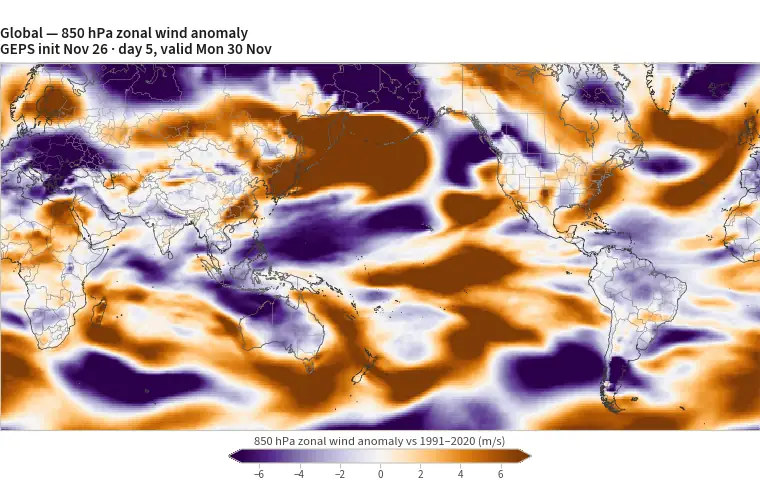 Global — 850 hPa zonal wind anomaly
GEPS init Nov 26 · day 5, valid Mon 30 Nov
850 hPa zonal wind anomaly vs 1991–2020 (m/s)
−6 −4 −2 0 2 4 6